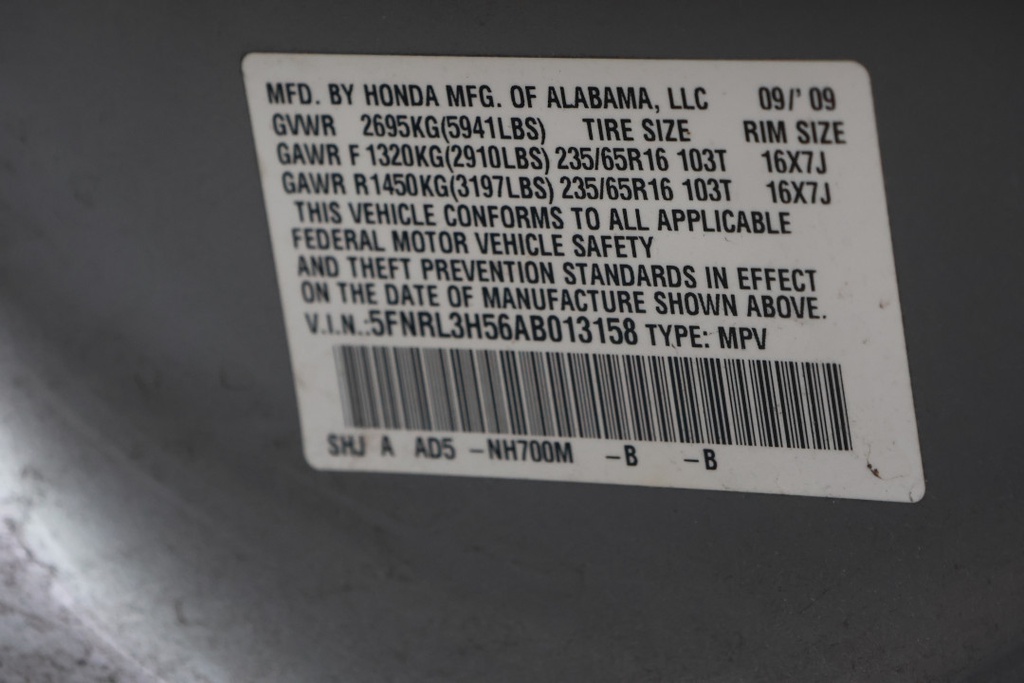 MFD. BY HONDA MFG. OF ALABAMA, LLC 09/' 09
GVWR 2695KG(5941LBS) TIRE SIZE RIM SIZE
GAWR F 1320KG(2910LBS) 235/65R16 103T 16X7J
GAWR R1450KG(3197LBS) 235/65R16 103T 16X7J
THIS VEHICLE CONFORMS TO ALL APPLICABLE
FEDERAL MOTOR VEHICLE SAFETY
AND THEFT PREVENTION STANDARDS IN EFFECT
ON THE DATE OF MANUFACTURE SHOWN ABOVE.
V.I.N.:5FNRL3H56AB013158 TYPE: MPV
SHJ A AD5 -NH700M -B -B